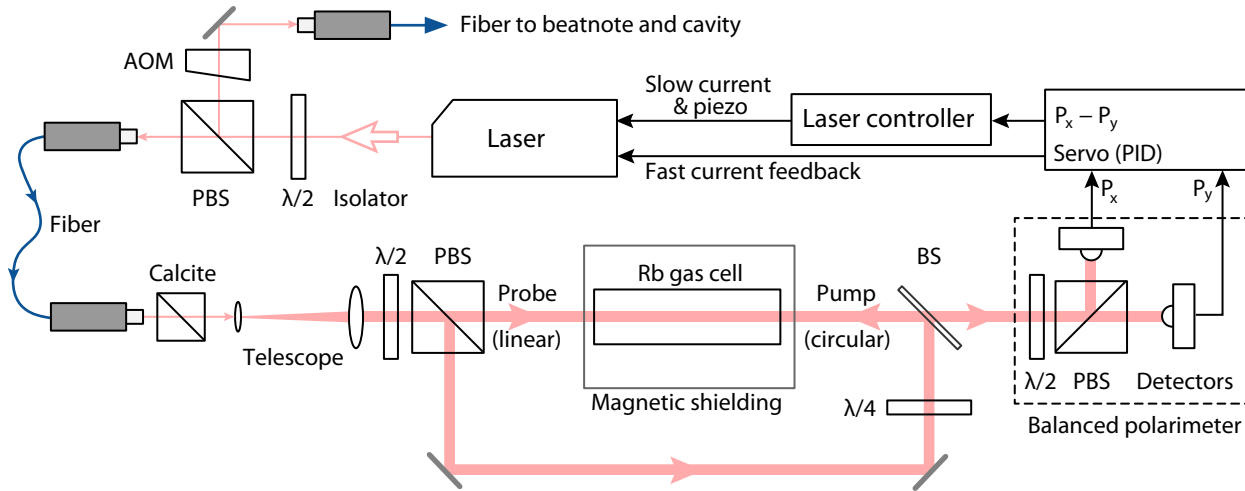 Fiber to beatnote and cavity
AOM
Slow current
& piezo
Laser controller
Pₓ − Pᵧ
Servo (PID)
Laser
Fast current feedback
PBS
λ/2
Isolator
Pₓ
Pᵧ
Fiber
Calcite
λ/2
PBS
Rb gas cell
BS
Probe
(linear)
Pump
(circular)
Telescope
Magnetic shielding
λ/4
λ/2
PBS
Detectors
Balanced polarimeter